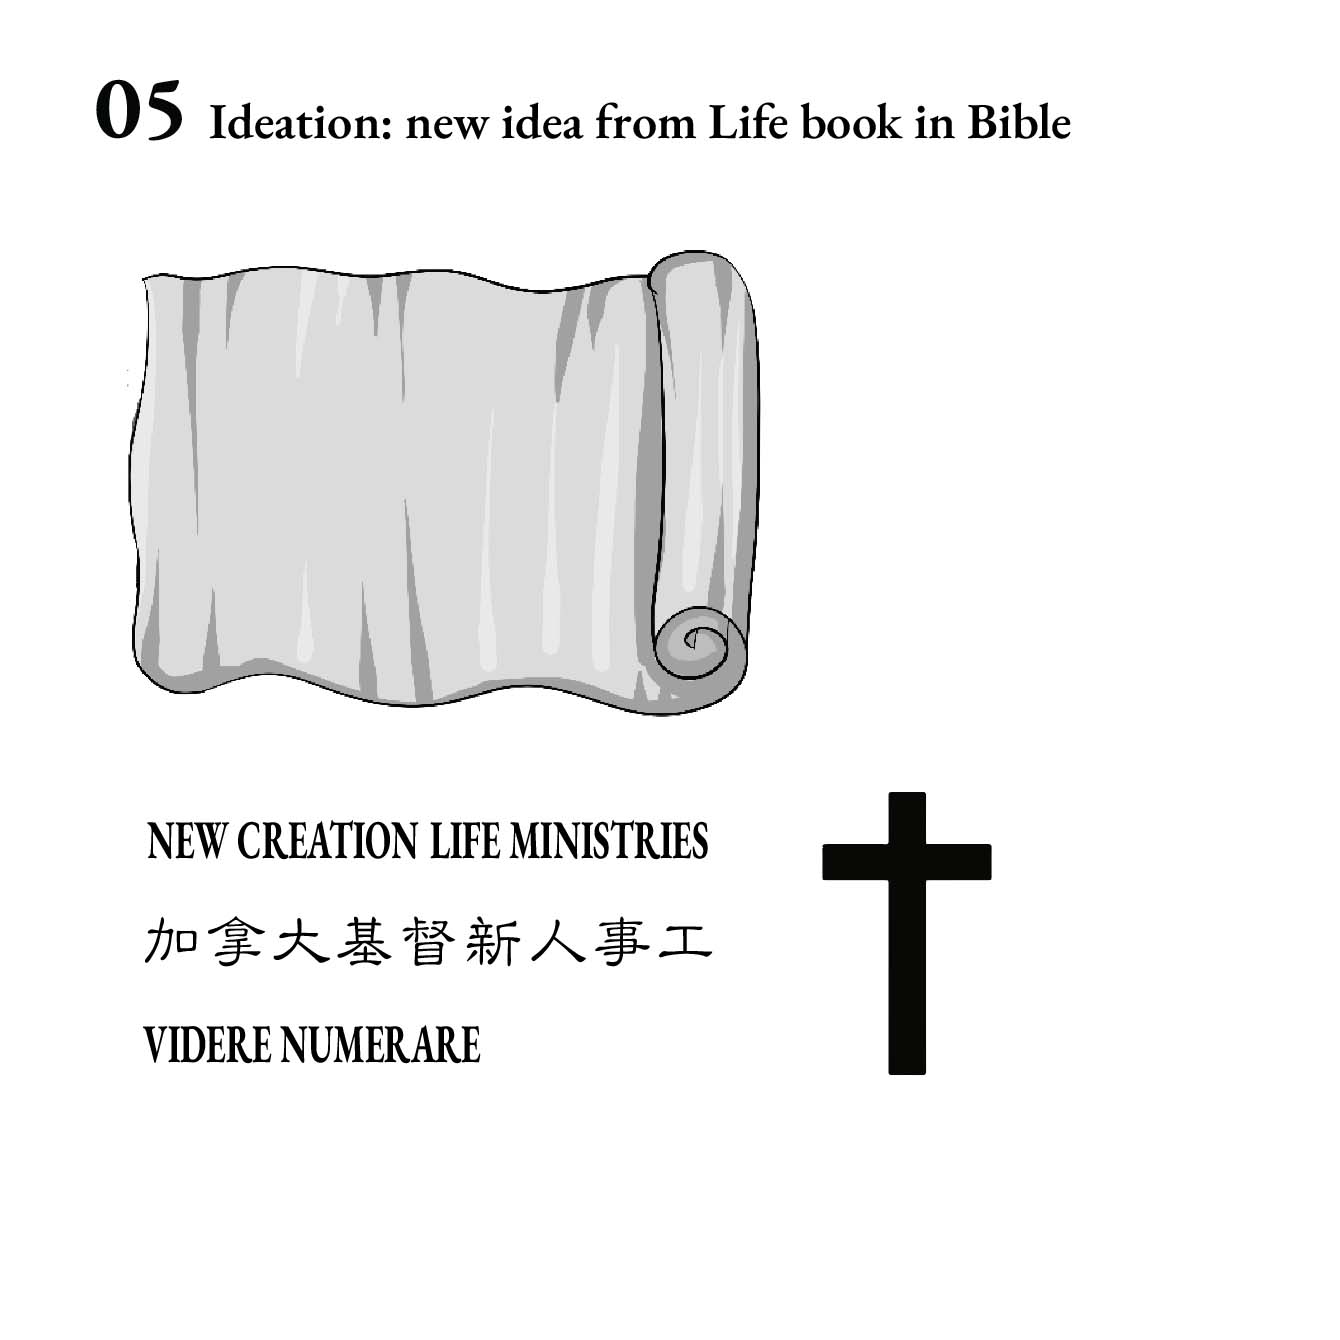 05 Ideation: new idea from Life book in Bible
NEW CREATION LIFE MINISTRIES
加拿大基督新人事工
VIDERE NUMERARE